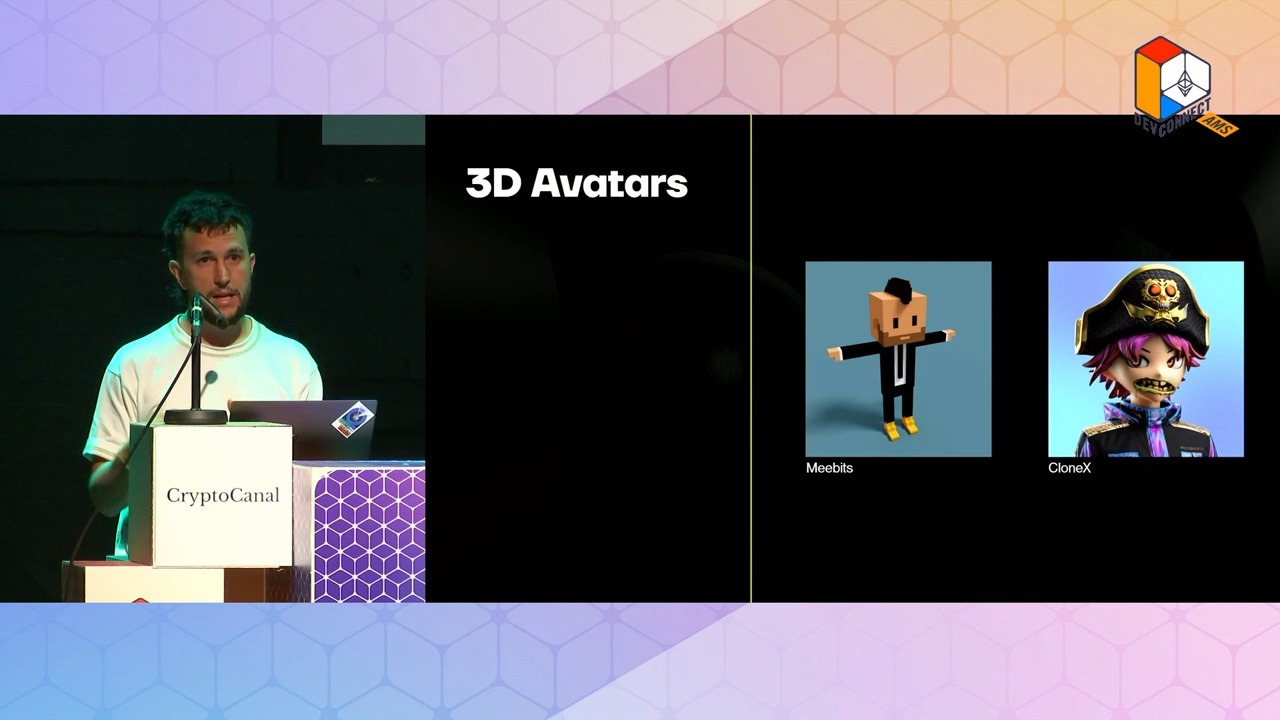 DEVCONNECT
AMS
3D Avatars
Meebits
CloneX
CryptoCanal